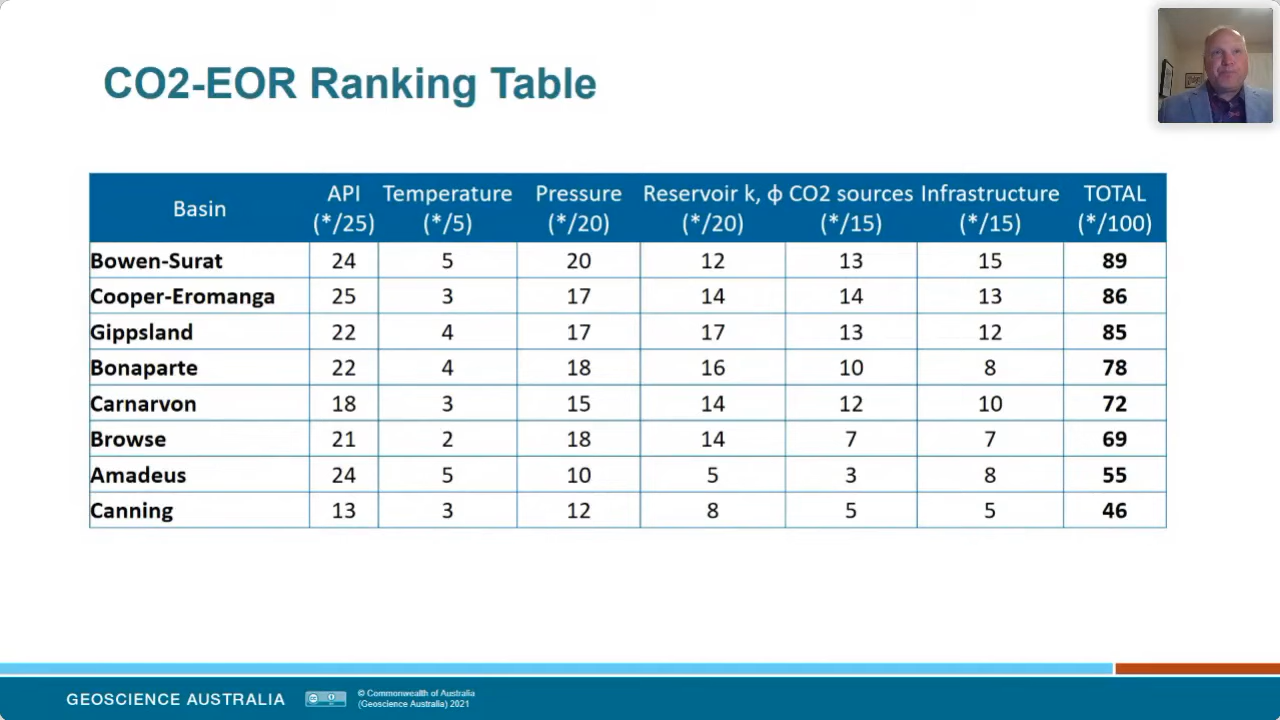 CO2-EOR Ranking Table
Basin API (*/25) Temperature (*/5) Pressure (*/20) Reservoir k, ϕ (*/20) CO2 sources (*/15) Infrastructure (*/15) TOTAL (*/100)
Bowen-Surat 24 5 20 12 13 15 89
Cooper-Eromanga 25 3 17 14 14 13 86
Gippsland 22 4 17 17 13 12 85
Bonaparte 22 4 18 16 10 8 78
Carnarvon 18 3 15 14 12 10 72
Browse 21 2 18 14 7 7 69
Amadeus 24 5 10 5 3 8 55
Canning 13 3 12 8 5 5 46
GEOSCIENCE AUSTRALIA
© Commonwealth of Australia
(Geoscience Australia) 2021